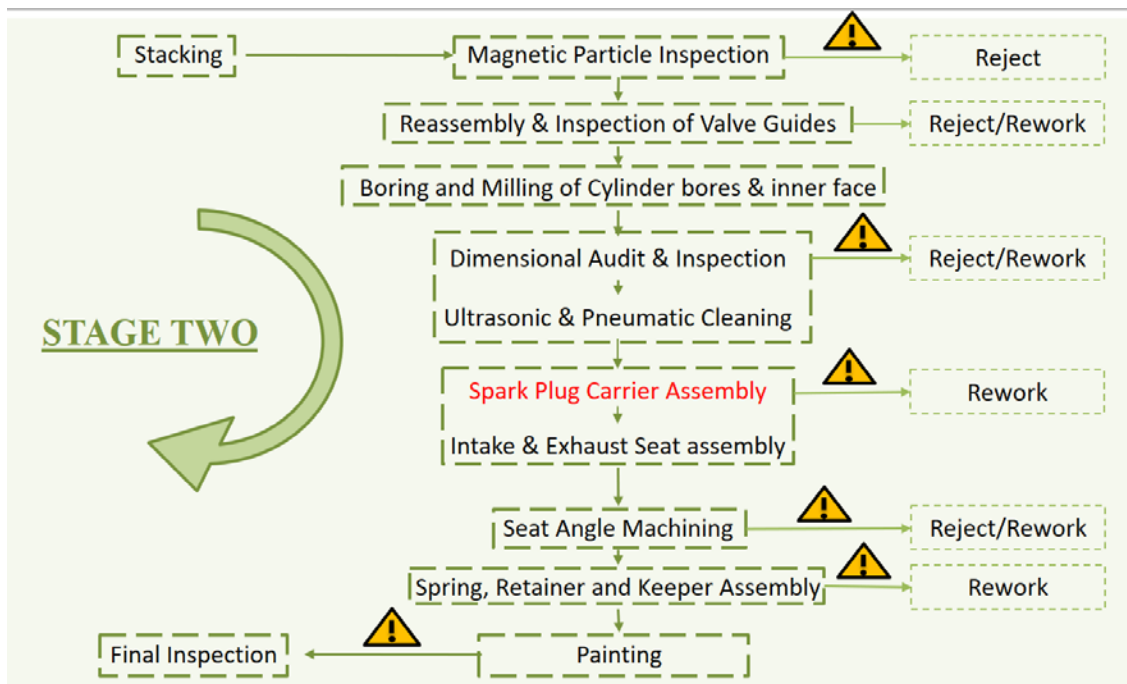 Stacking
Magnetic Particle Inspection
Reject
Reassembly & Inspection of Valve Guides
Reject/Rework
Boring and Milling of Cylinder bores & inner face
Dimensional Audit & Inspection
Reject/Rework
Ultrasonic & Pneumatic Cleaning
STAGE TWO
Spark Plug Carrier Assembly
Rework
Intake & Exhaust Seat assembly
Seat Angle Machining
Reject/Rework
Spring, Retainer and Keeper Assembly
Rework
Final Inspection
Painting